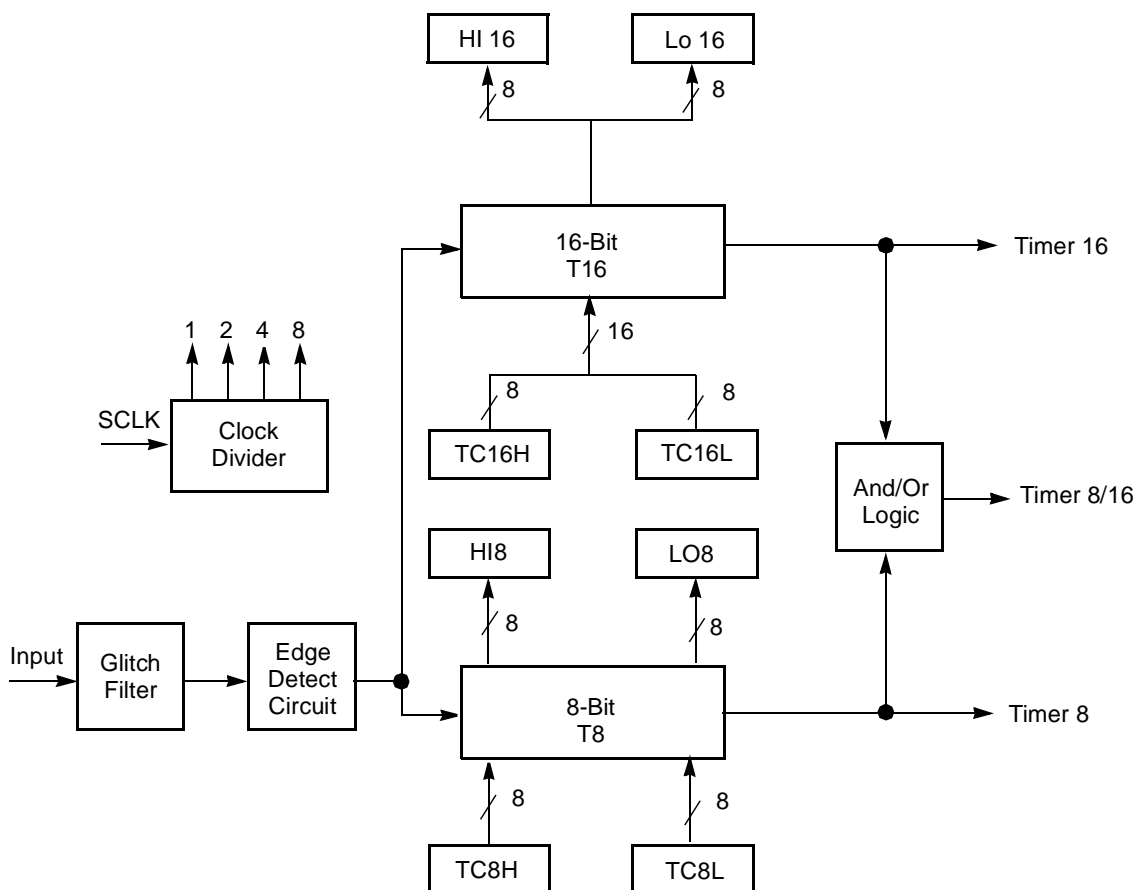 HI 16
Lo 16
8
8
16-Bit
T16
Timer 16
16
1 2 4 8
8
8
SCLK
Clock
Divider
TC16H
TC16L
And/Or
Logic
Timer 8/16
HI8
LO8
8
8
Input
Glitch
Filter
Edge
Detect
Circuit
8-Bit
T8
Timer 8
8
8
TC8H
TC8L